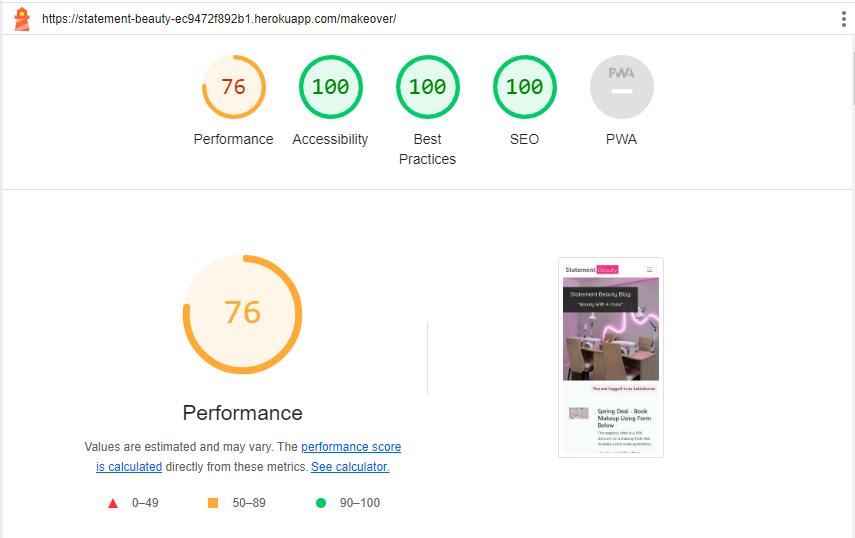 https://statement-beauty-ec9472f892b1.herokuapp.com/makeover/
76
100
100
100
PWA
Performance
Accessibility
Best
Practices
SEO
PWA
76
Performance
Values are estimated and may vary. The performance score
is calculated directly from these metrics. See calculator.
0–49
50–89
90–100
Statement Beauty
Statement Beauty Blog
"Beauty With A Voice"
You are logged in as
Spring Deal - Book
Makeup Using Form
Below